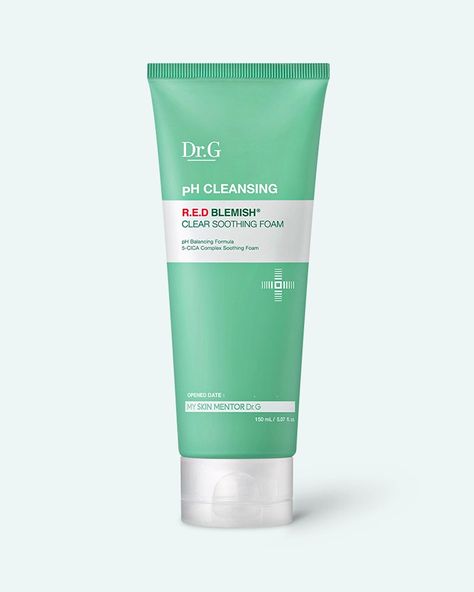 Dr.G
pH CLEANSING
R.E.D BLEMISH®
CLEAR SOOTHING FOAM
pH Balancing Formula
5-CICA Complex Soothing Foam
OPENED DATE :
MY SKIN MENTOR Dr.G
150 mL / 5.07 fl. oz.